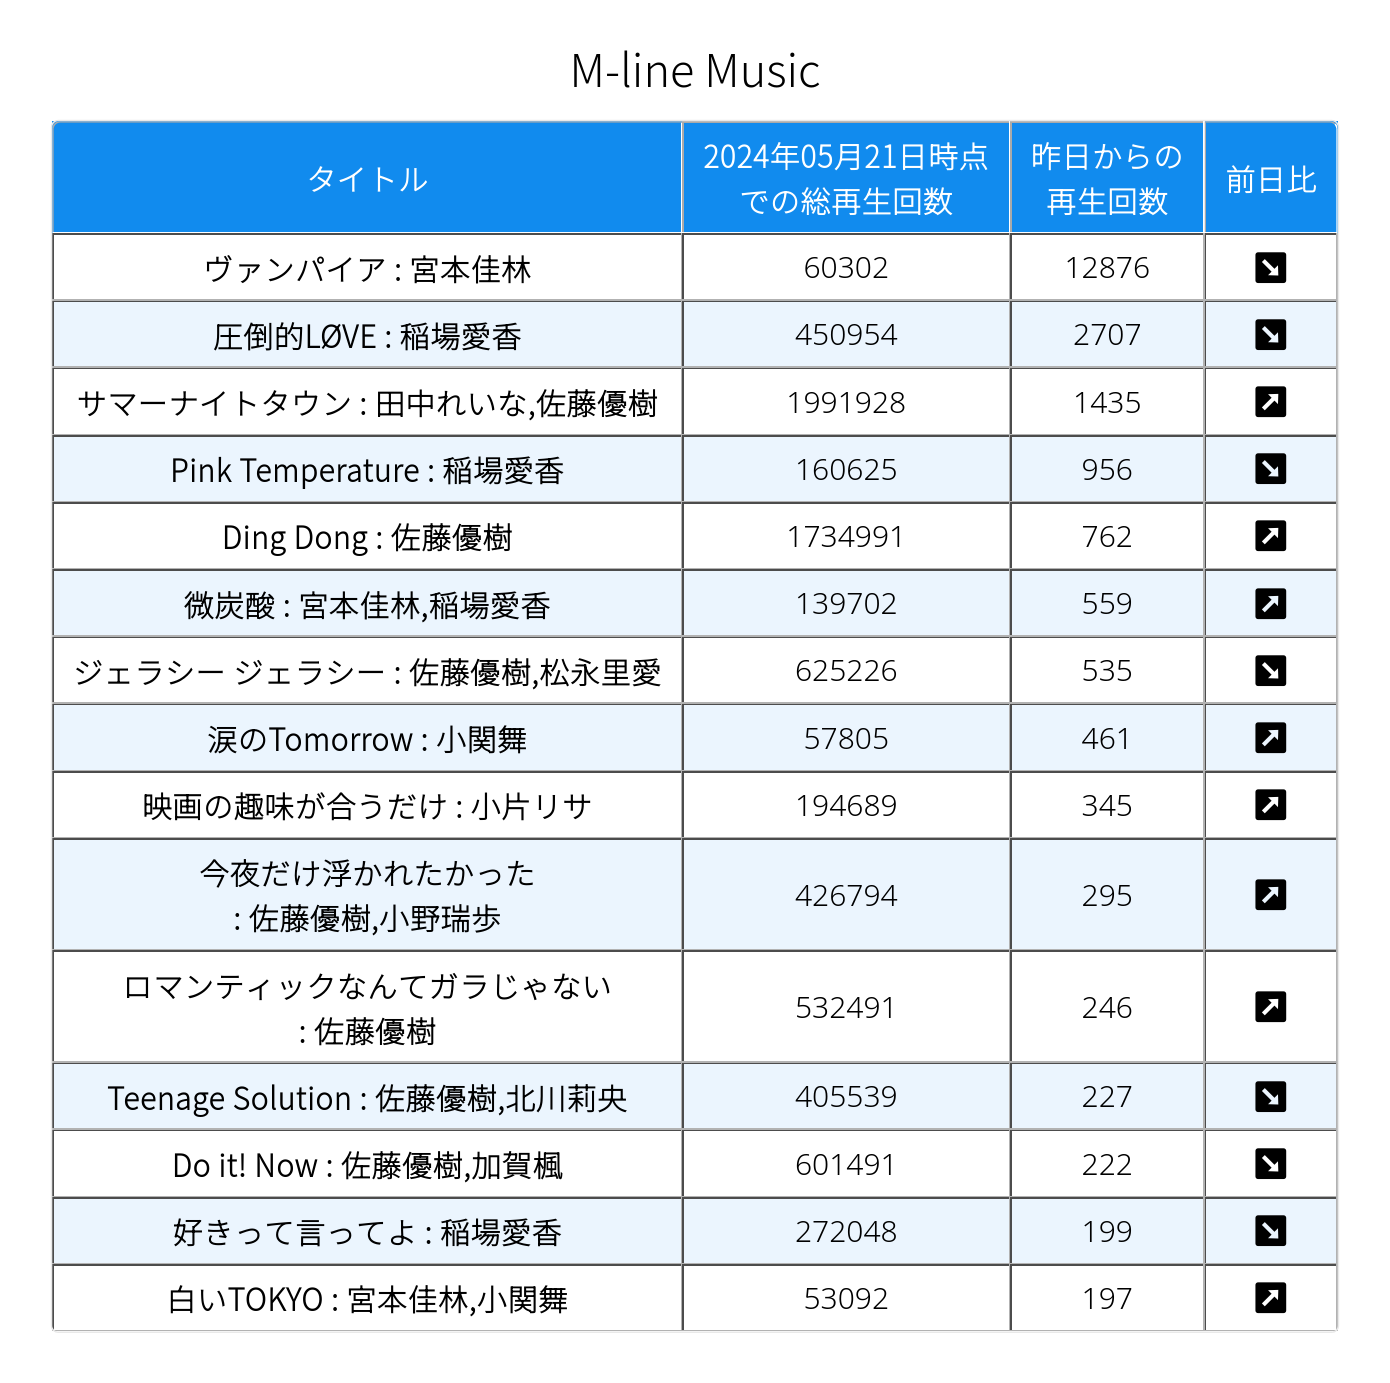 M-line Music
タイトル
2024年05月21日時点
での総再生回数
昨日からの
再生回数
前日比
ヴァンパイア : 宮本佳林 60302 12876 ↘
圧倒的LØVE : 稲場愛香 450954 2707 ↘
サマーナイトタウン : 田中れいな,佐藤優樹 1991928 1435 ↗
Pink Temperature : 稲場愛香 160625 956 ↘
Ding Dong : 佐藤優樹 1734991 762 ↗
微炭酸 : 宮本佳林,稲場愛香 139702 559 ↗
ジェラシー ジェラシー : 佐藤優樹,松永里愛 625226 535 ↘
涙のTomorrow : 小関舞 57805 461 ↗
映画の趣味が合うだけ : 小片リサ 194689 345 ↗
今夜だけ浮かれたかった
: 佐藤優樹,小野瑞歩 426794 295 ↗
ロマンティックなんてガラじゃない
: 佐藤優樹 532491 246 ↗
Teenage Solution : 佐藤優樹,北川莉央 405539 227 ↘
Do it! Now : 佐藤優樹,加賀楓 601491 222 ↘
好きって言ってよ : 稲場愛香 272048 199 ↘
白いTOKYO : 宮本佳林,小関舞 53092 197 ↗